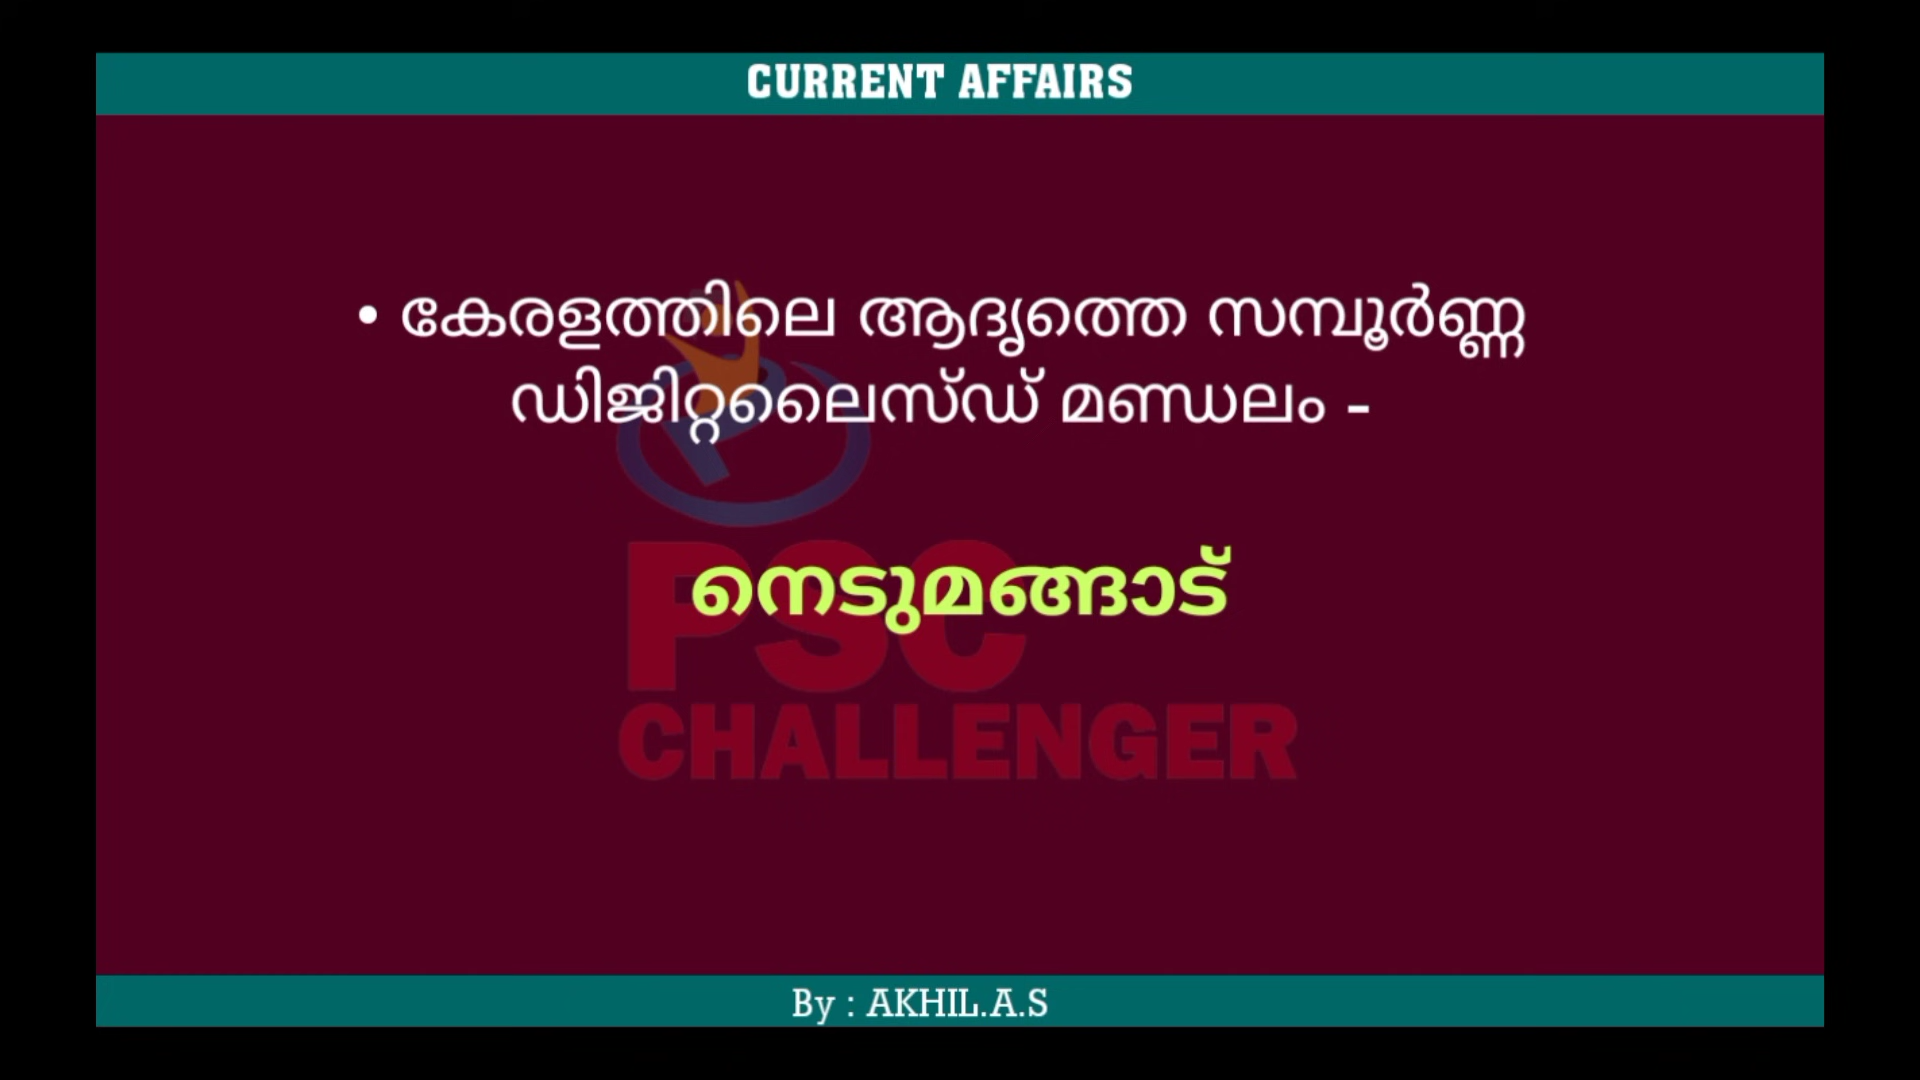 CURRENT AFFAIRS
• കേരളത്തിലെ ആദ്യത്തെ സമ്പൂർണ്ണ
ഡിജിറ്റലൈസ്ഡ് മണ്ഡലം -
നെടുമങ്ങാട്
PSC
CHALLENGER
By : AKHIL.A.S